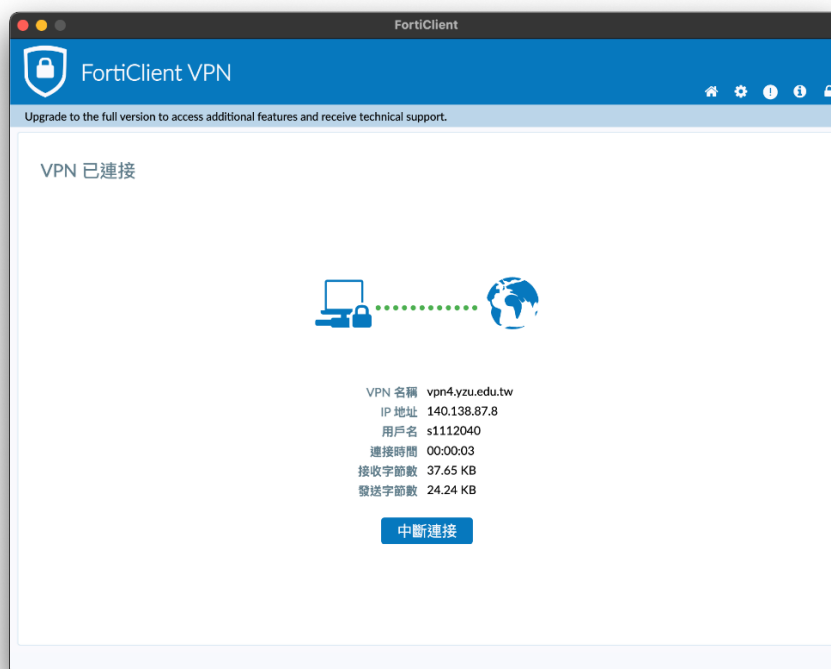 FortiClient
FortiClient VPN
Upgrade to the full version to access additional features and receive technical support.
VPN 已連接
VPN 名稱 vpn4.yzu.edu.tw
IP 地址 140.138.87.8
用戶名 s1112040
連接時間 00:00:03
接收字節數 37.65 KB
發送字節數 24.24 KB
中斷連接